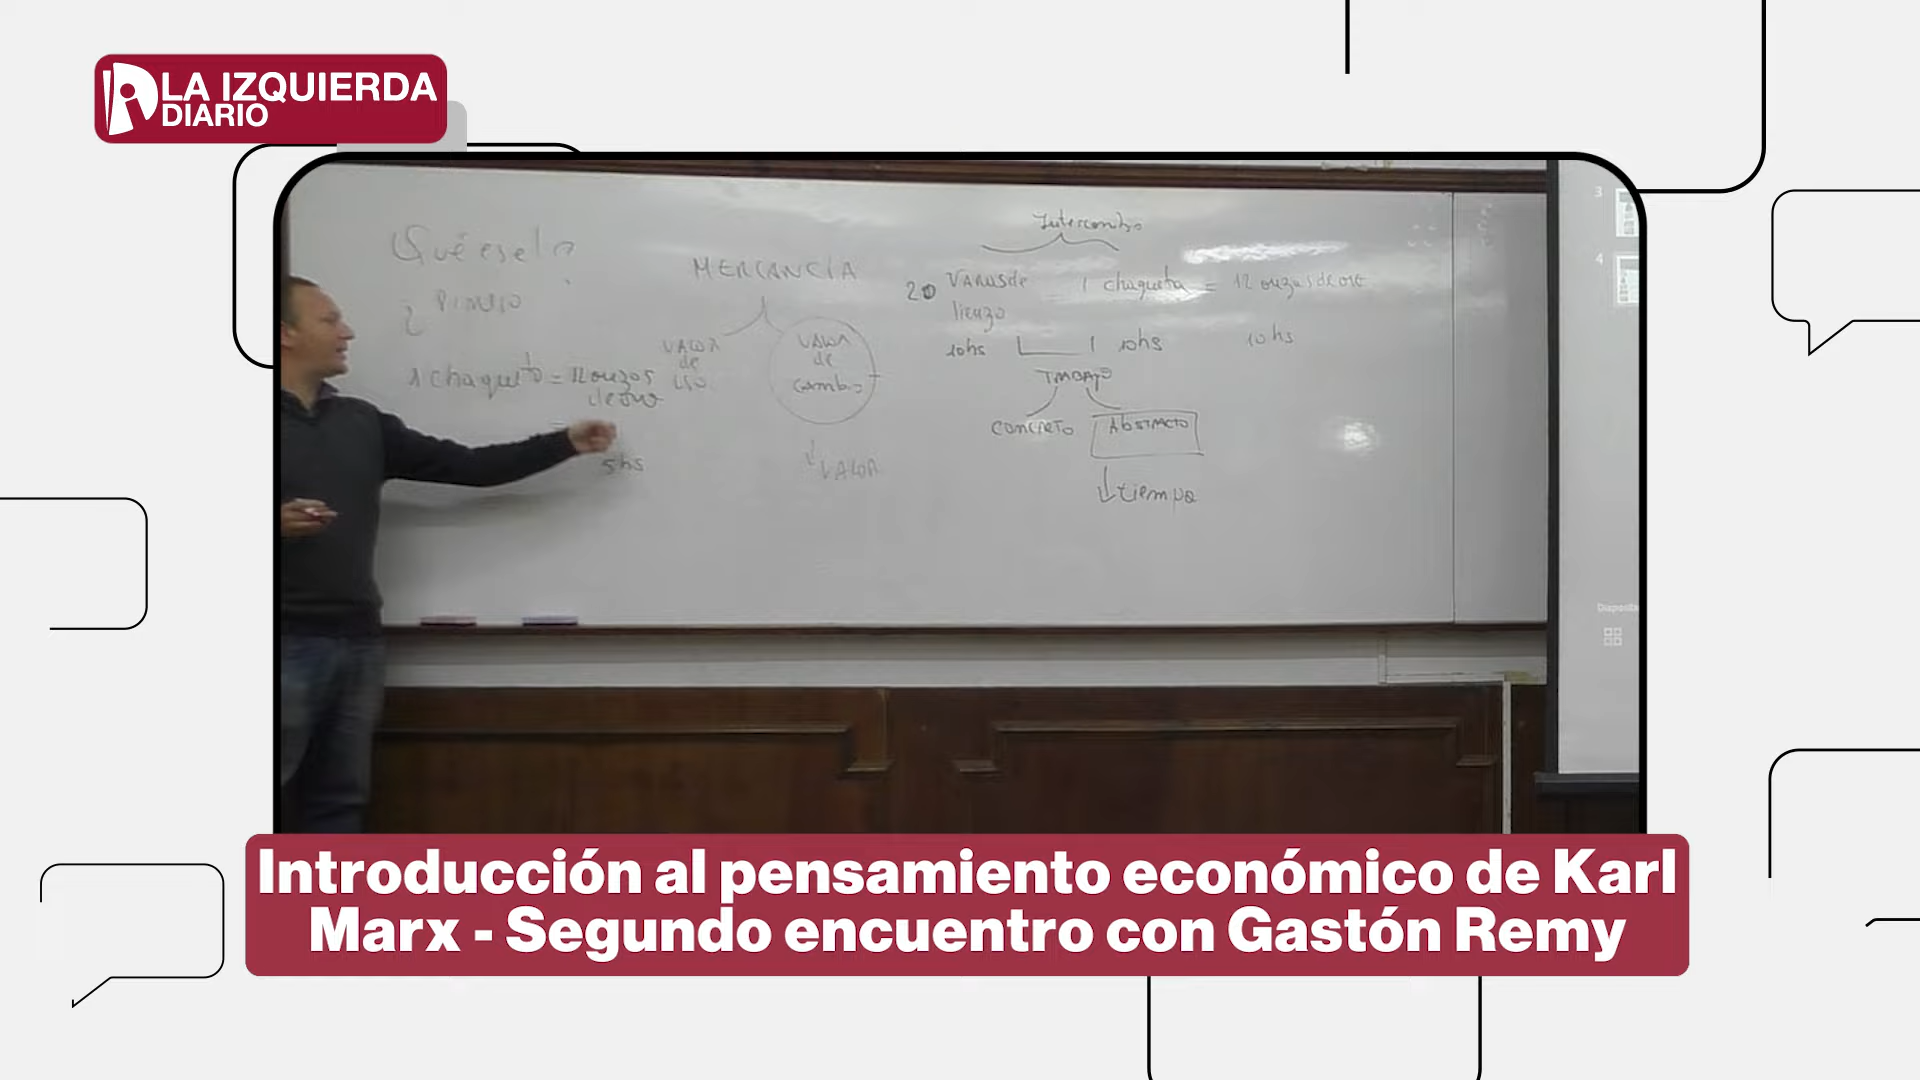 LA IZQUIERDA
DIARIO
Intercambio
¿Qué es el
DINERO
?
MERCANCÍA
20 VARAS de
lienzo
1 chaqueta = 12 onzas de oro
10hs
10hs
10 hs
VALOR
de
USO
VALOR
de
Cambio
1 chaqueta = 12 onzas
de oro
5hs
↓ VALOR
TRABAJO
CONCRETO
AbSTRACTO
↓ tiempo
3
4
Introducción al pensamiento económico de Karl
Marx - Segundo encuentro con Gastón Remy